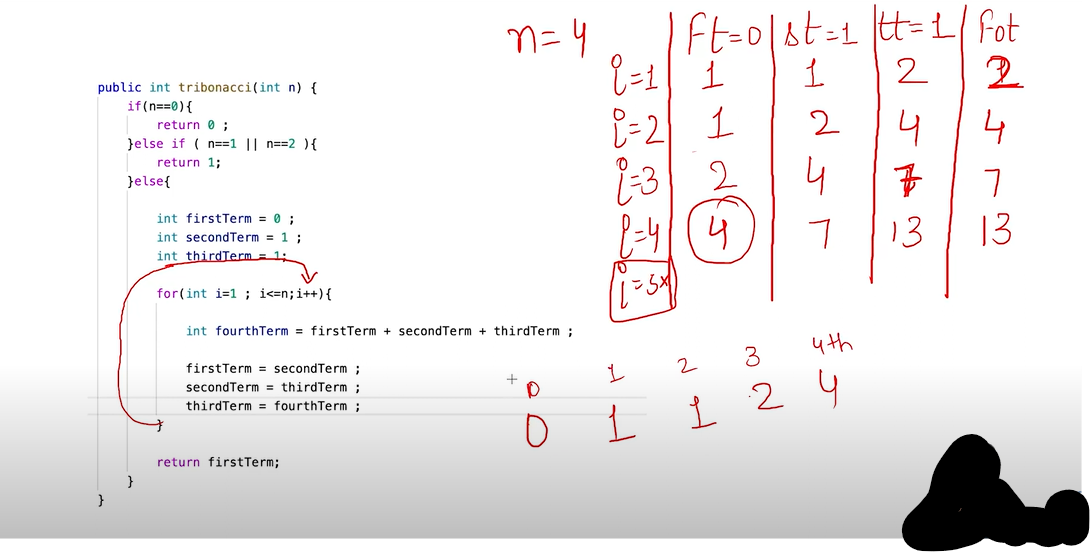 public int tribonacci(int n) {
if(n==0){
return 0 ;
}else if ( n==1 || n==2 ){
return 1;
}else{
int firstTerm = 0 ;
int secondTerm = 1 ;
int thirdTerm = 1;
for(int i=1 ; i<=n;i++){
int fourthTerm = firstTerm + secondTerm + thirdTerm ;
firstTerm = secondTerm ;
secondTerm = thirdTerm ;
thirdTerm = fourthTerm ;
}
return firstTerm;
}
}
n=4
ft=0 st=1 tt=1 fot
i=1 1 1 2 2
i=2 1 2 4 4
i=3 2 4 7 7
i=4 4 7 13 13
i=5x
0 1 2 3 4th
0 1 1 2 4